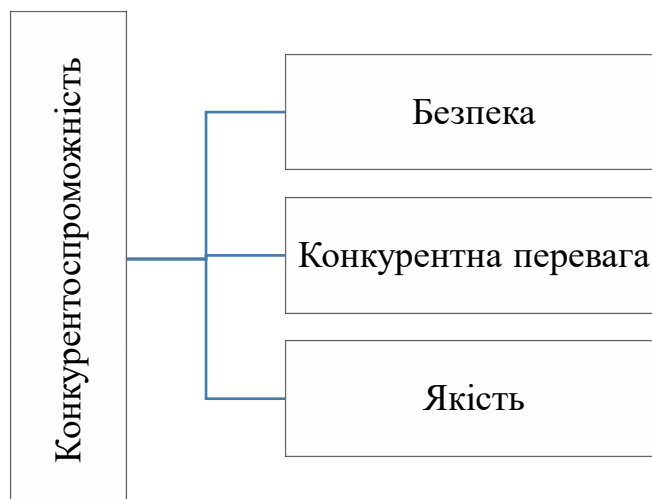 Конкурентоспроможність
Безпека
Конкурентна перевага
Якість